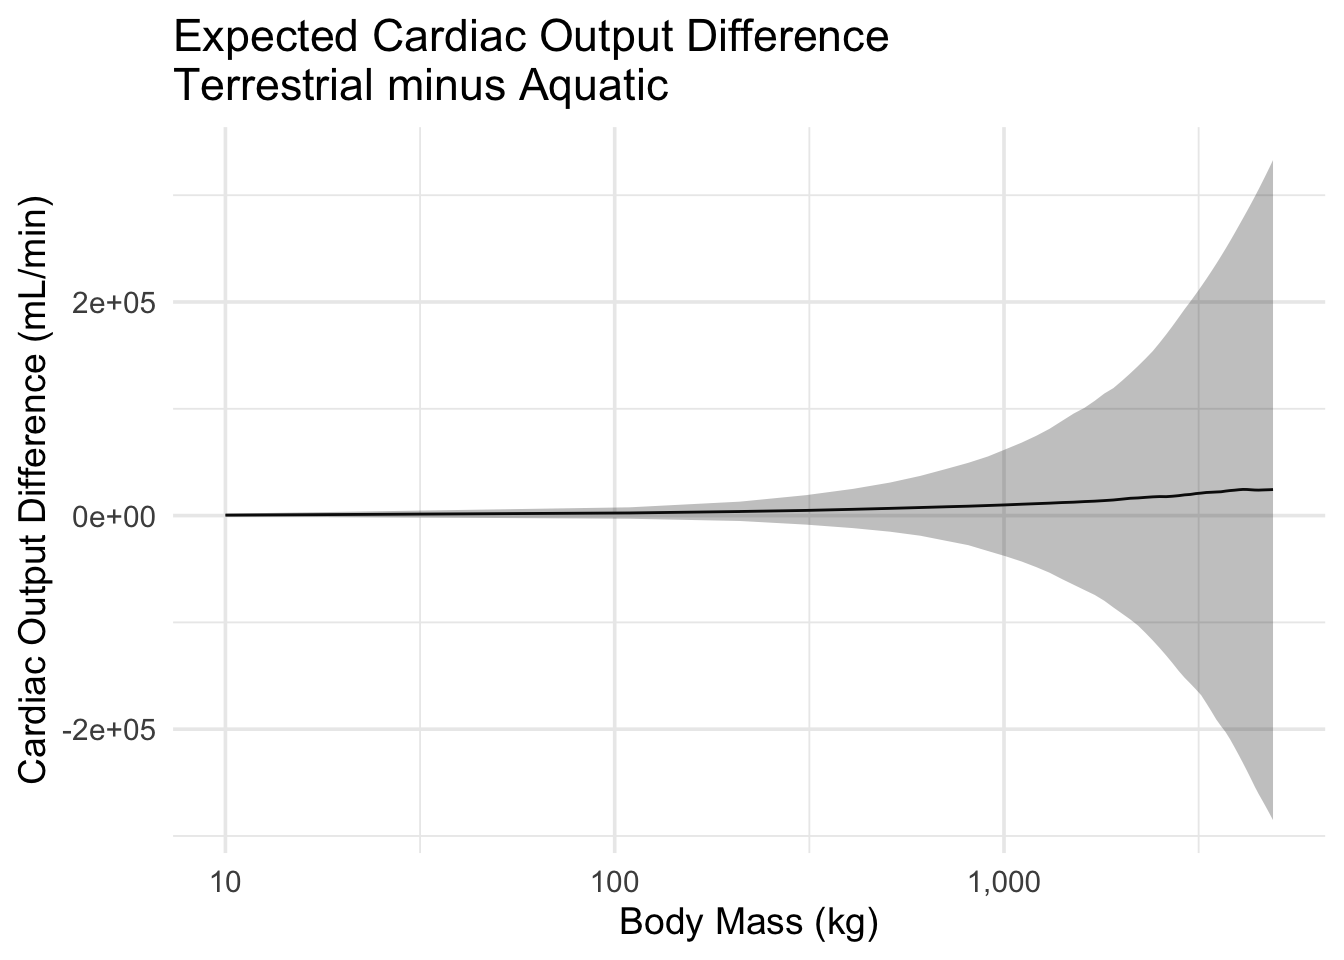 Expected Cardiac Output Difference
Terrestrial minus Aquatic
Cardiac Output Difference (mL/min)
2e+05
0e+00
-2e+05
10
100
1,000
Body Mass (kg)